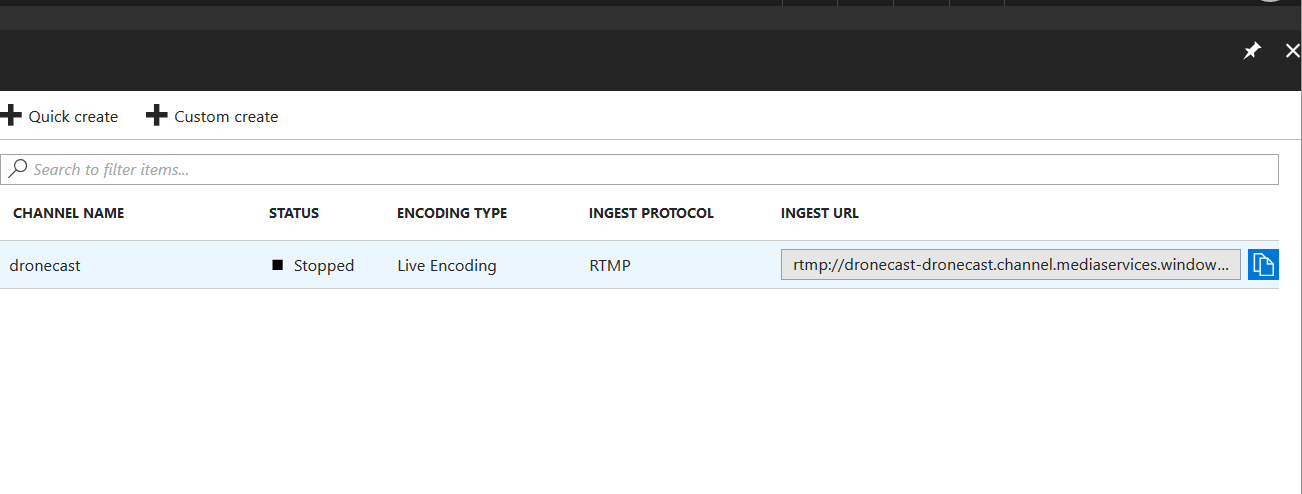 Quick create Custom create
Search to filter items...
CHANNEL NAME STATUS ENCODING TYPE INGEST PROTOCOL INGEST URL
dronecast Stopped Live Encoding RTMP rtmp://dronecast-dronecast.channel.mediaservices.window...